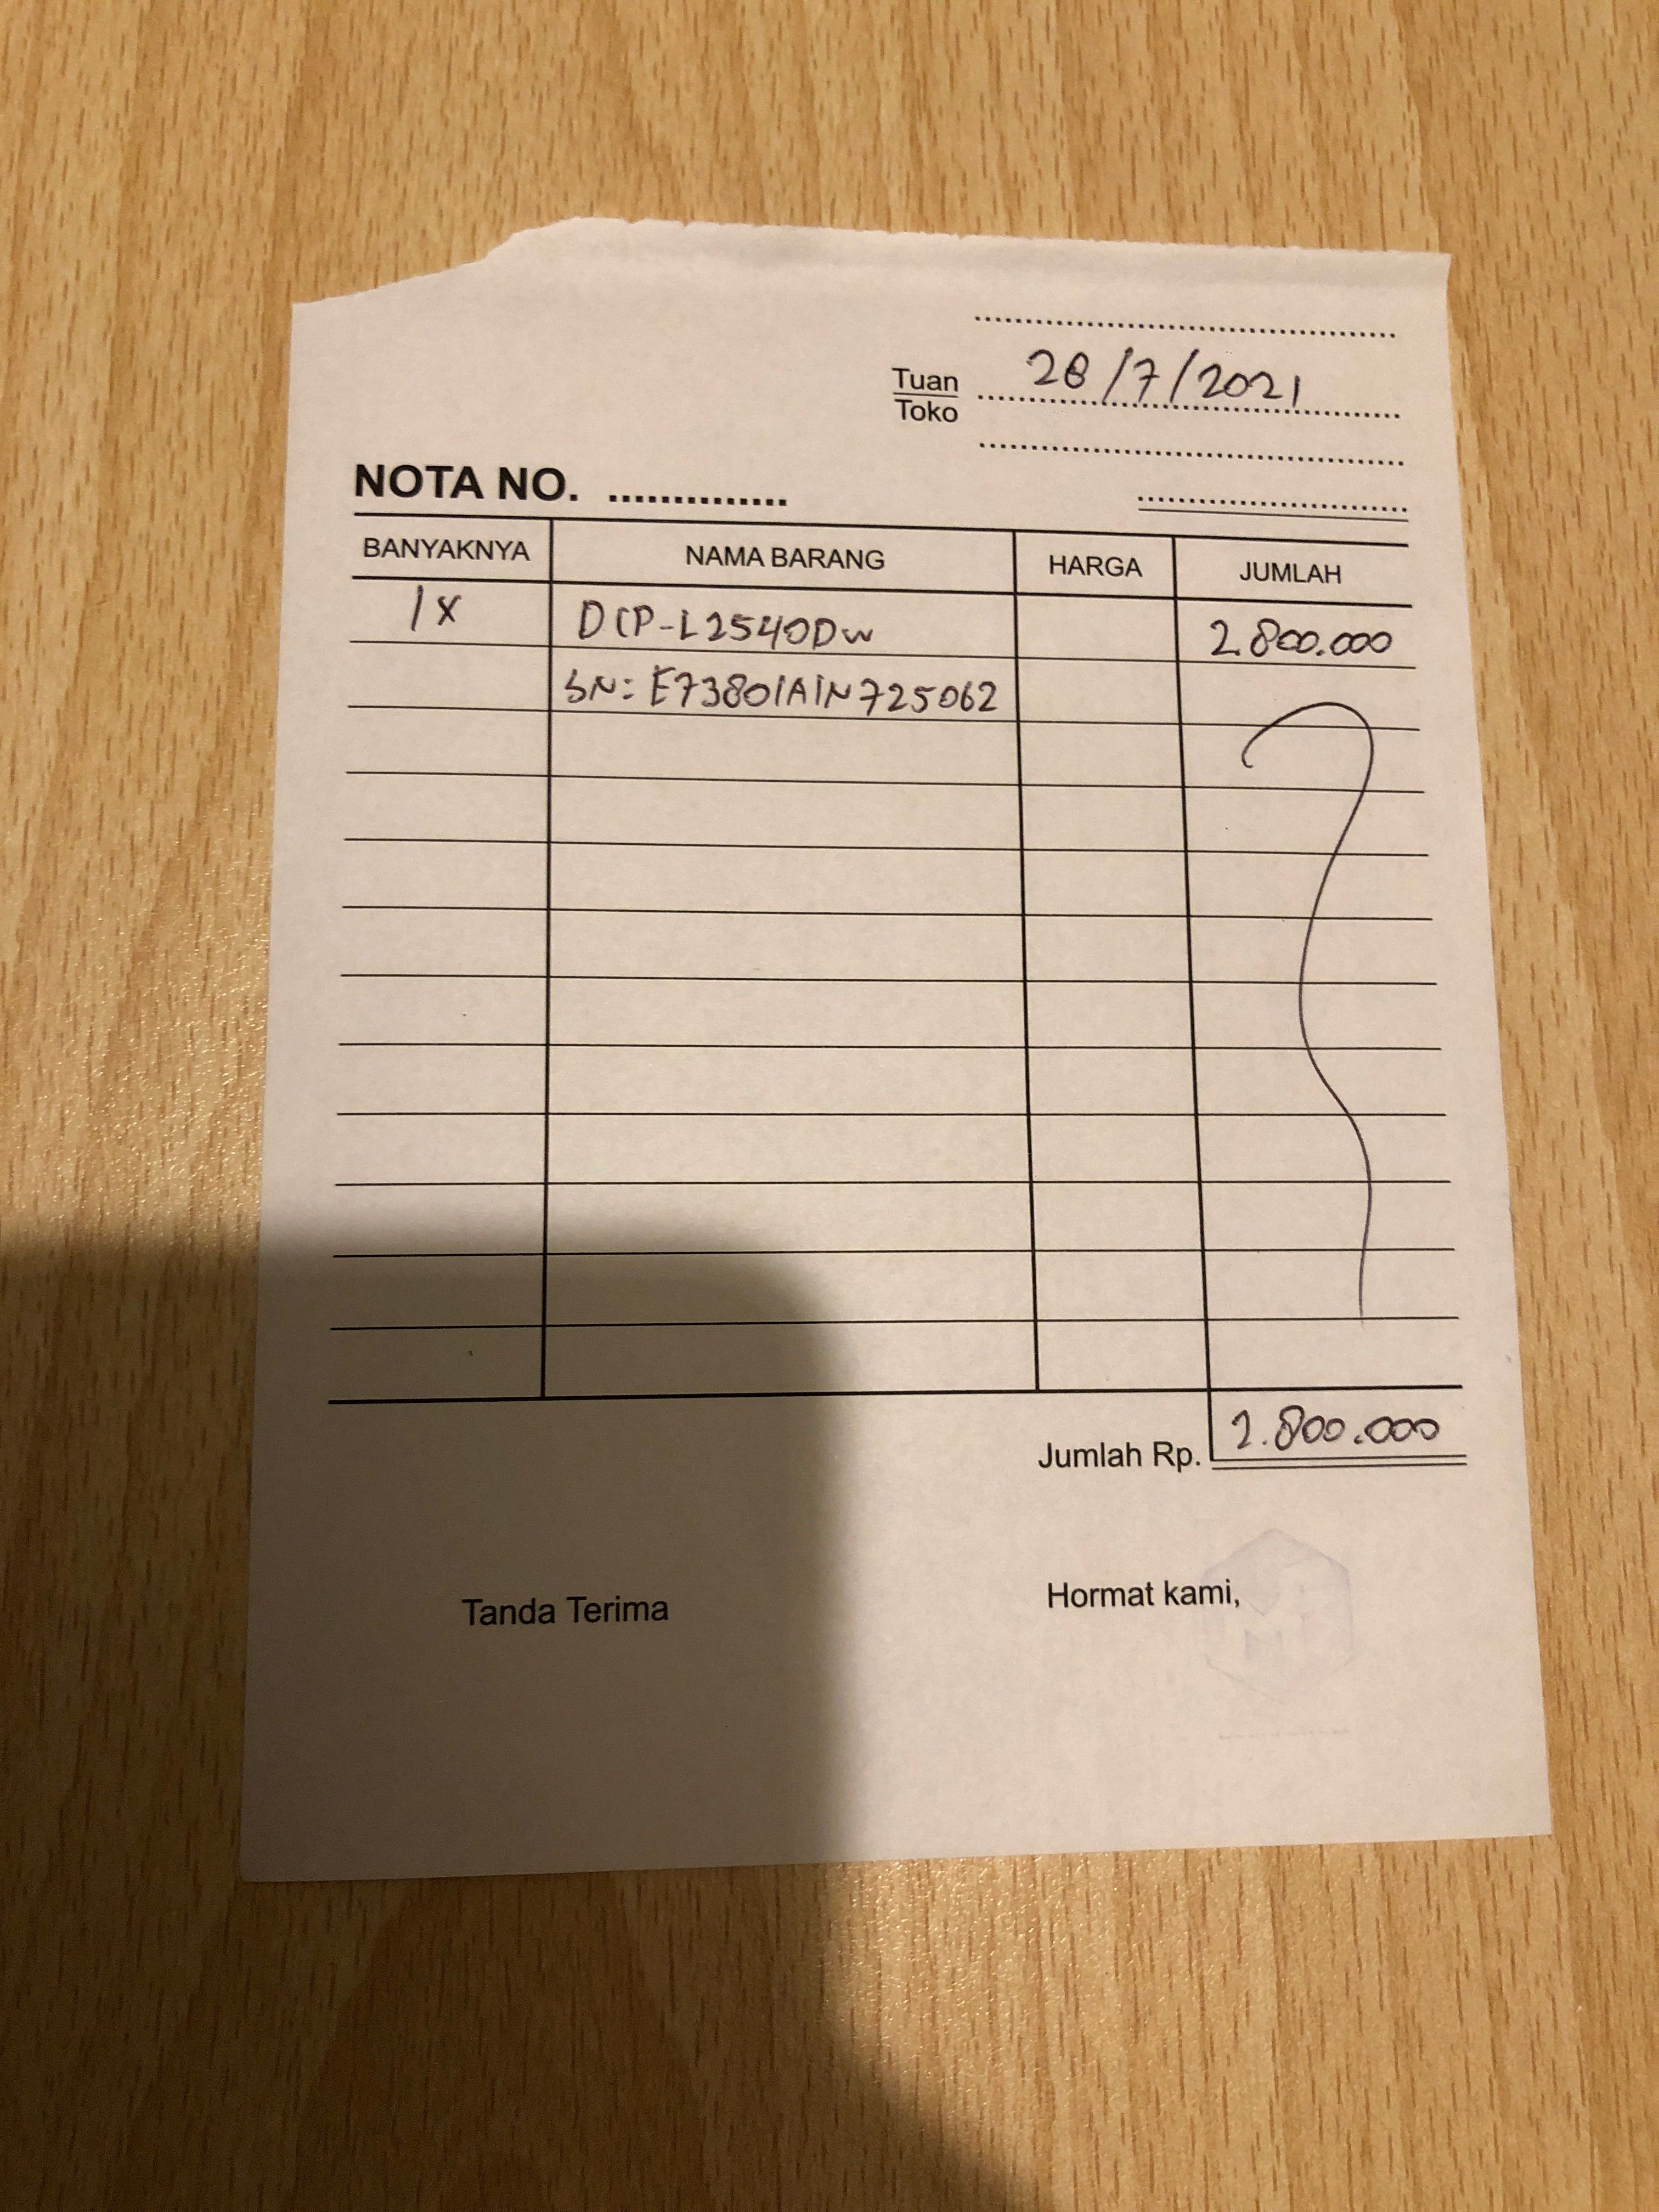 28/7/2021
Tuan
Toko
NOTA NO. ..............
BANYAKNYA NAMA BARANG HARGA JUMLAH
1x DCP-L2540DW 2.800.000
SN: E73801A1N725062
Jumlah Rp. 2.800.000
Tanda Terima Hormat kami,